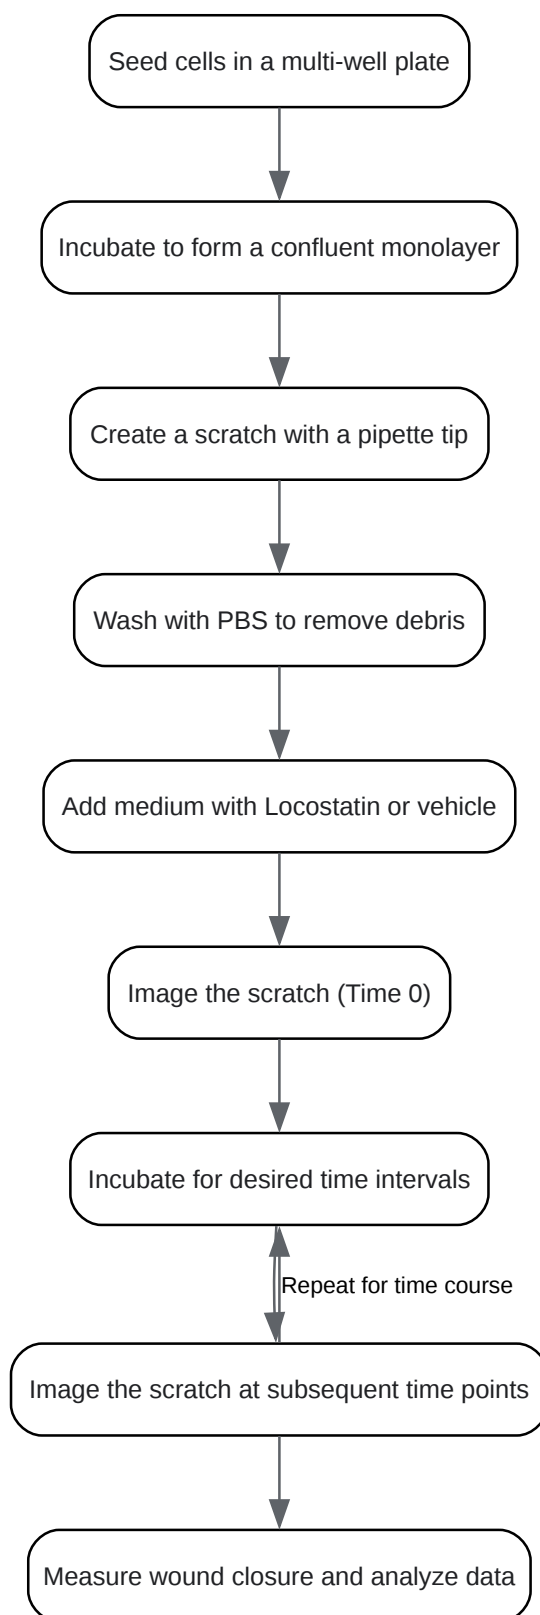 Seed cells in a multi-well plate
Incubate to form a confluent monolayer
Create a scratch with a pipette tip
Wash with PBS to remove debris
Add medium with Locostatin or vehicle
Image the scratch (Time 0)
Incubate for desired time intervals
Repeat for time course
Image the scratch at subsequent time points
Measure wound closure and analyze data